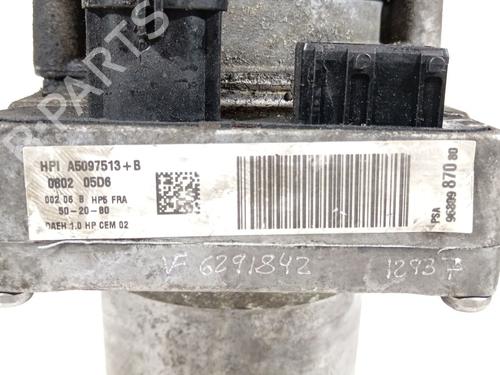 B-PARTS
HPI A5097513+B
0802 05D6
002 06 B HP5 FRA
50-20-80
DAEH 1.0 HP CEM 02
PSA
96809 870 80
VF 6291842
1293